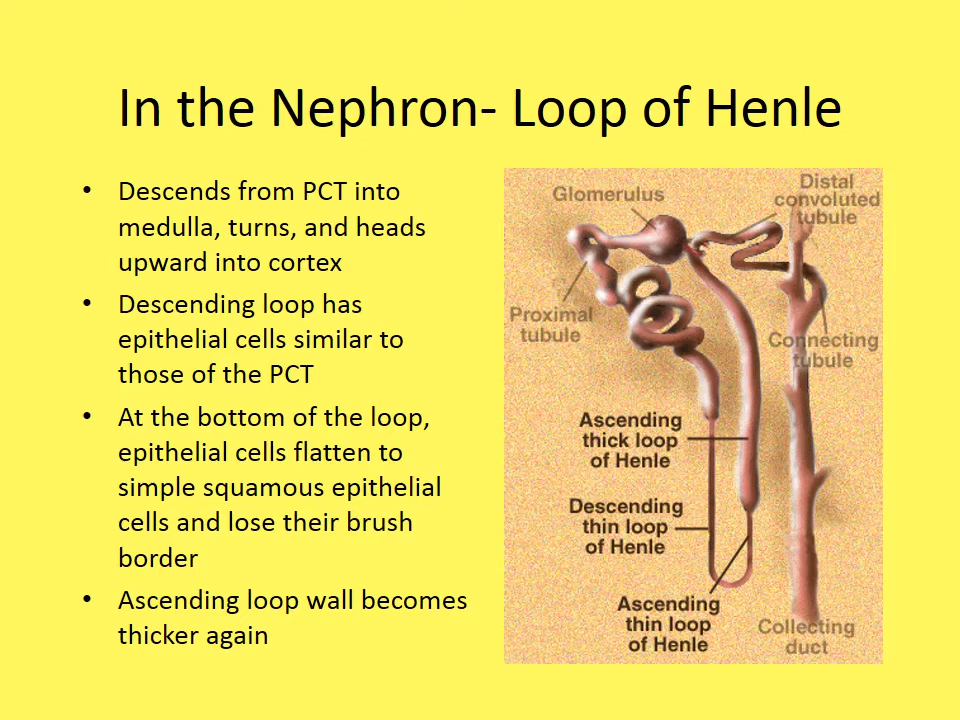 In the Nephron- Loop of Henle
• Descends from PCT into
medulla, turns, and heads
upward into cortex
• Descending loop has
epithelial cells similar to
those of the PCT
• At the bottom of the loop,
epithelial cells flatten to
simple squamous epithelial
cells and lose their brush
border
• Ascending loop wall becomes
thicker again
Glomerulus
Distal
convoluted
tubule
Proximal
tubule
Connecting
tubule
Ascending
thick loop
of Henle
Descending
thin loop
of Henle
Ascending
thin loop
of Henle
Collecting
duct